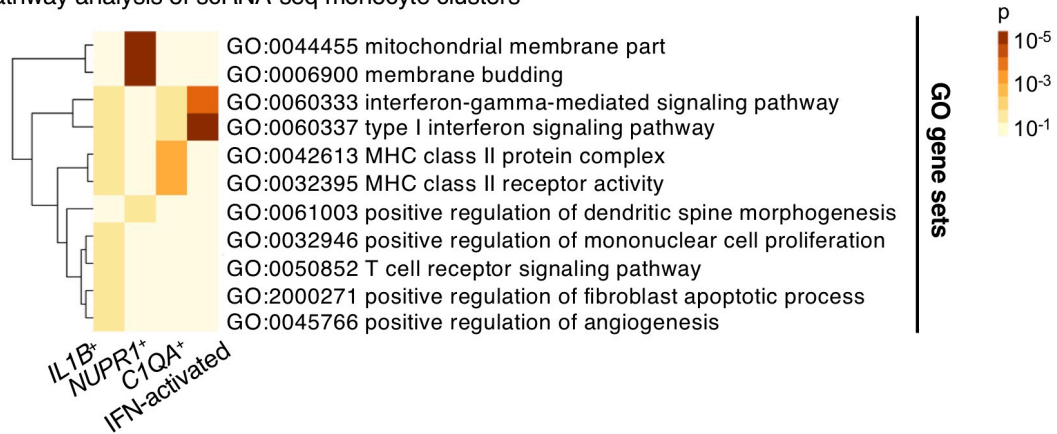 pathway analysis of scRNA-seq monocyte clusters
GO:0044455 mitochondrial membrane part
GO:0006900 membrane budding
GO:0060333 interferon-gamma-mediated signaling pathway
GO:0060337 type I interferon signaling pathway
GO:0042613 MHC class II protein complex
GO:0032395 MHC class II receptor activity
GO:0061003 positive regulation of dendritic spine morphogenesis
GO:0032946 positive regulation of mononuclear cell proliferation
GO:0050852 T cell receptor signaling pathway
GO:2000271 positive regulation of fibroblast apoptotic process
GO:0045766 positive regulation of angiogenesis
IL1B+
NUPR1+
C1QA+
IFN-activated
GO gene sets
p
10-5
10-3
10-1